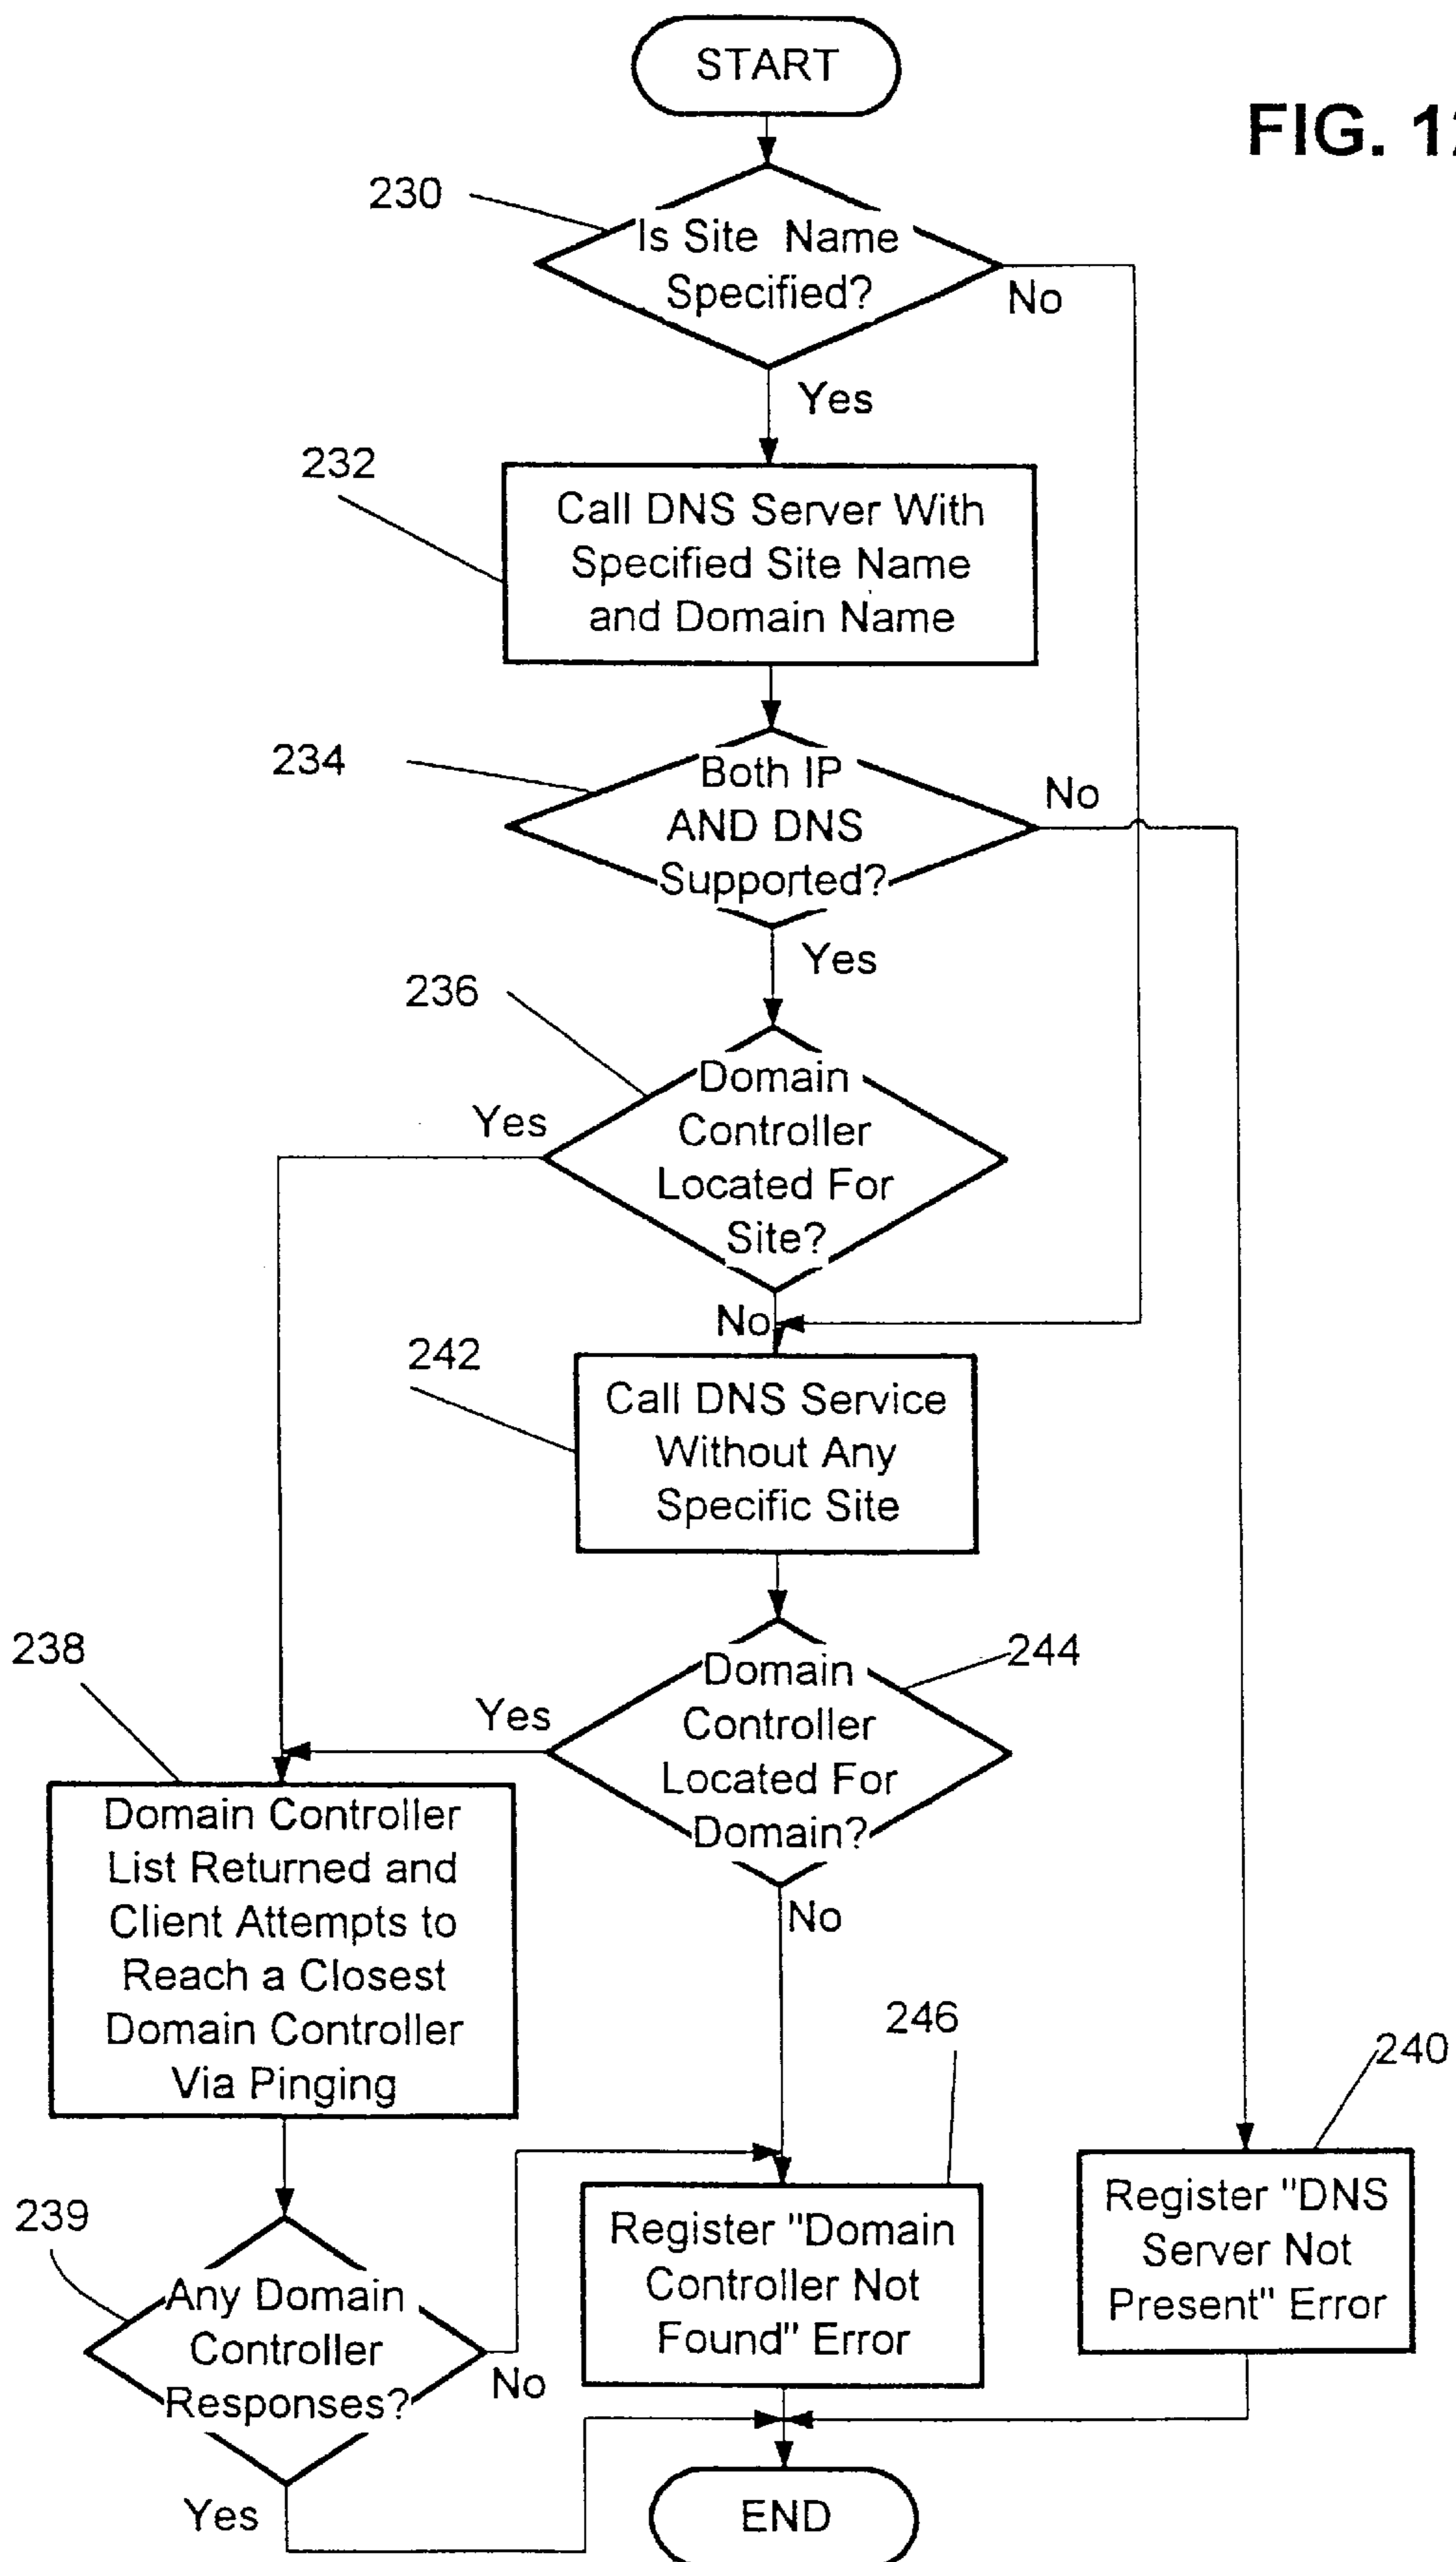 START
FIG. 12
230
Is Site Name
Specified?
No
Yes
232
Call DNS Server With
Specified Site Name
and Domain Name
234
Both IP
AND DNS
Supported?
No
Yes
236
Domain
Controller
Located For
Site?
Yes
No
242
Call DNS Service
Without Any
Specific Site
238
244
Domain
Controller
Located For
Domain?
Yes
No
Domain Controller
List Returned and
Client Attempts to
Reach a Closest
Domain Controller
Via Pinging
246
240
239
Any Domain
Controller
Responses?
No
Yes
Register "Domain
Controller Not
Found" Error
Register "DNS
Server Not
Present" Error
END